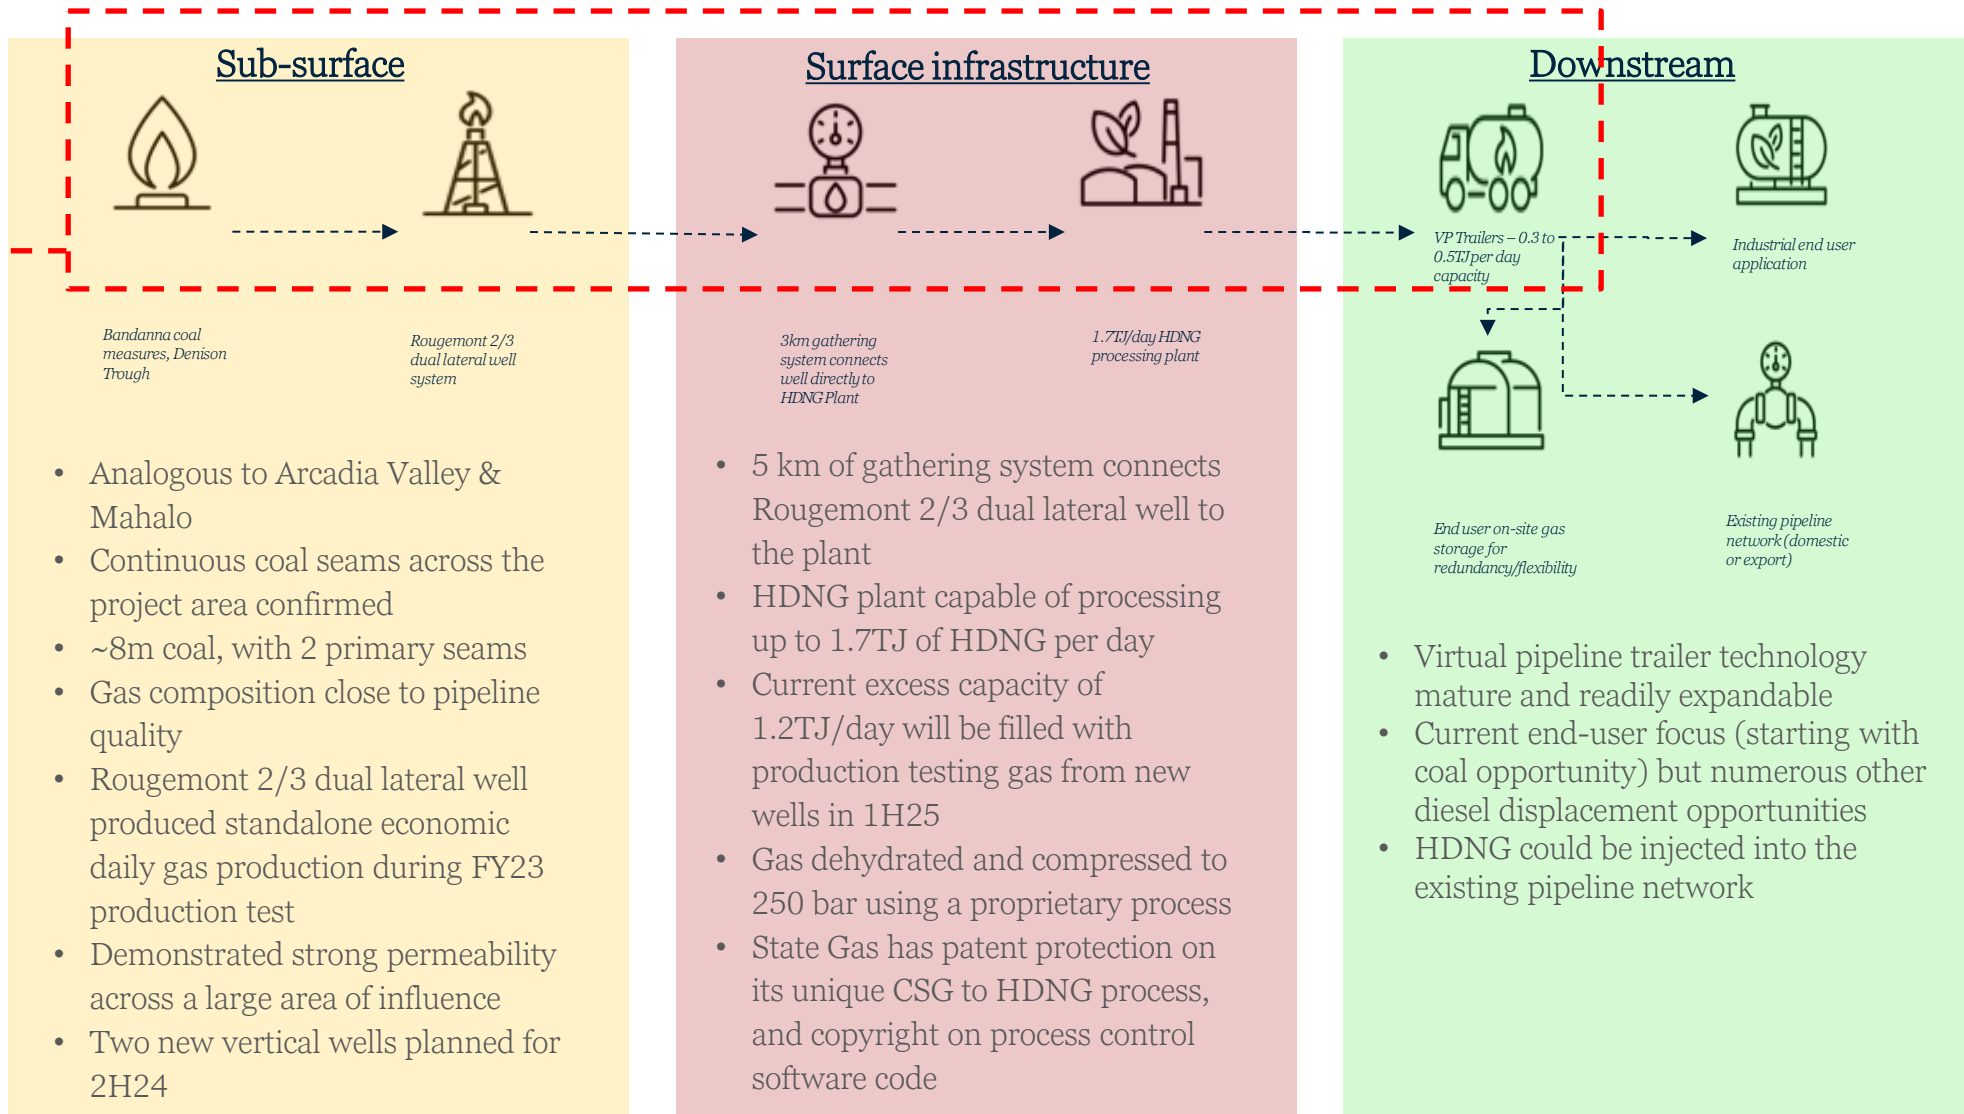 Sub-surface
Bandanna coal
measures, Denison
Trough
Rougemont 2/3
dual lateral well
system
• Analogous to Arcadia Valley &
Mahalo
• Continuous coal seams across the
project area confirmed
• ~8m coal, with 2 primary seams
• Gas composition close to pipeline
quality
• Rougemont 2/3 dual lateral well
produced standalone economic
daily gas production during FY23
production test
• Demonstrated strong permeability
across a large area of influence
• Two new vertical wells planned for
2H24
Surface infrastructure
3km gathering
system connects
well directly to
HDNG Plant
1.7TJ/day HDNG
processing plant
• 5 km of gathering system connects
Rougemont 2/3 dual lateral well to
the plant
• HDNG plant capable of processing
up to 1.7TJ of HDNG per day
• Current excess capacity of
1.2TJ/day will be filled with
production testing gas from new
wells in 1H25
• Gas dehydrated and compressed to
250 bar using a proprietary process
• State Gas has patent protection on
its unique CSG to HDNG process,
and copyright on process control
software code
Downstream
VP Trailers – 0.3 to
0.5TJ per day
capacity
Industrial end user
application
End user on-site gas
storage for
redundancy/flexibility
Existing pipeline
network (domestic
or export)
• Virtual pipeline trailer technology
mature and readily expandable
• Current end-user focus (starting with
coal opportunity) but numerous other
diesel displacement opportunities
• HDNG could be injected into the
existing pipeline network